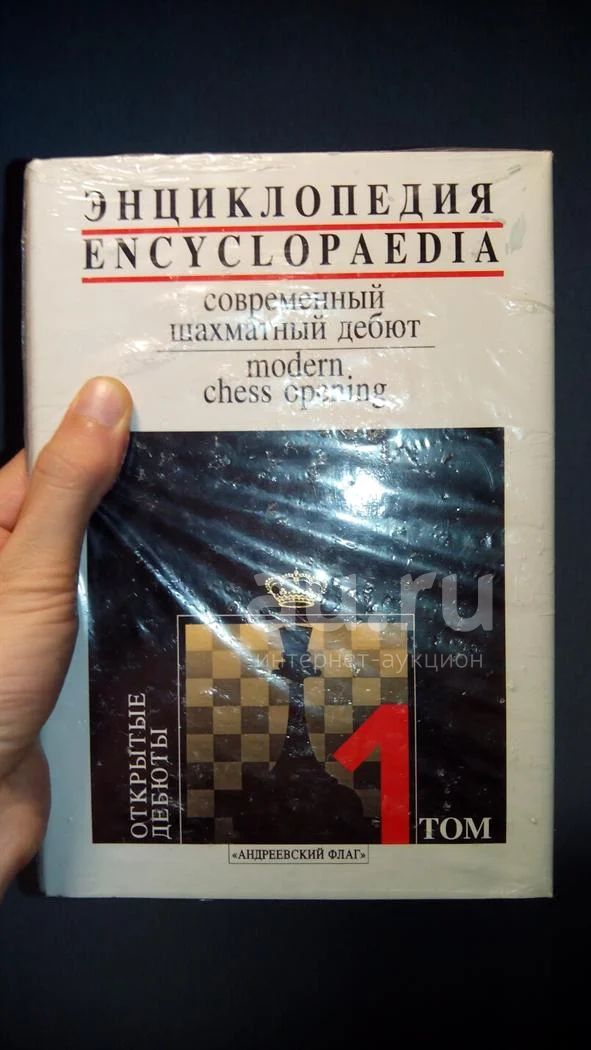 ЭНЦИКЛОПЕДИЯ
ENCYCLOPAEDIA
современный
шахматный дебют
modern
chess opening
au.ru
интернет-аукцион
ОТКРЫТЫЕ
ДЕБЮТЫ
1 ТОМ
«АНДРЕЕВСКИЙ ФЛАГ»